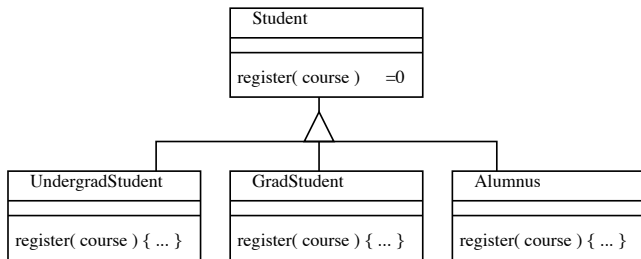 Student
register( course ) =0
UndergradStudent
register( course ) { ... }
GradStudent
register( course ) { ... }
Alumnus
register( course ) { ... }